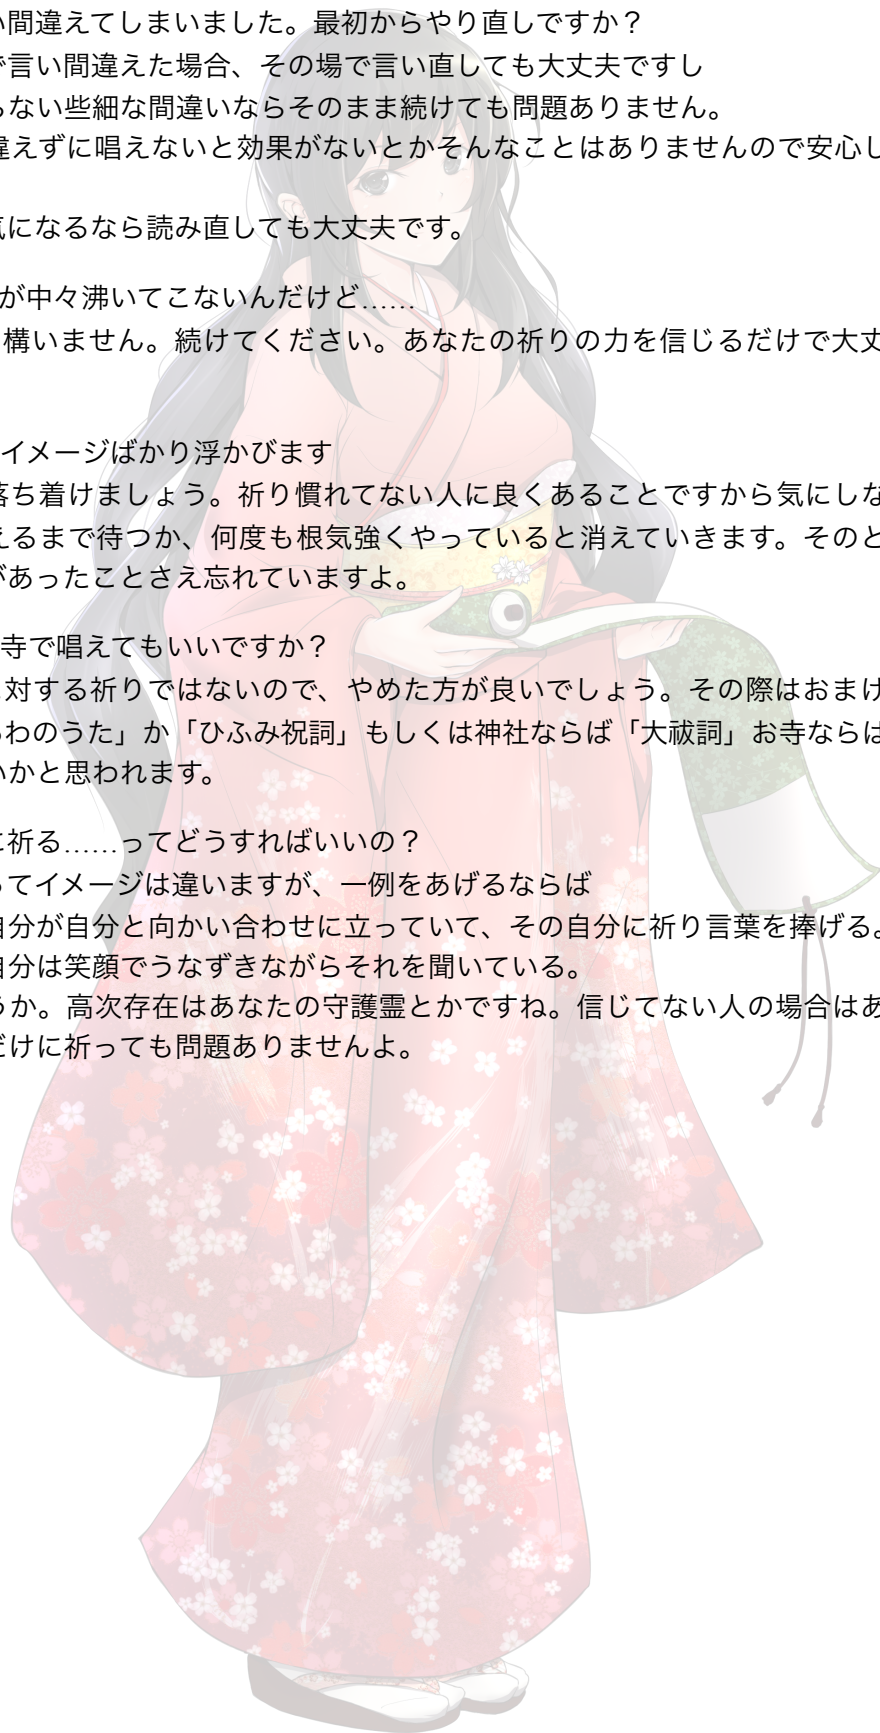 い間違えてしまいました。最初からやり直しですか？
で言い間違えた場合、その場で言い直しても大丈夫ですし
らない些細な間違いならそのまま続けても問題ありません。
違えずに唱えないと効果がないとかそんなことはありませんので安心し
気になるなら読み直しても大丈夫です。
が中々沸いてこないんだけど……
構いません。続けてください。あなたの祈りの力を信じるだけで大丈
イメージばかり浮かびます
落ち着けましょう。祈り慣れてない人に良くあることですから気にしな
えるまで待つか、何度も根気強くやっていると消えていきます。そのと
があったことさえ忘れていますよ。
寺で唱えてもいいですか？
対する祈りではないので、やめた方が良いでしょう。その際はおまけ
わのうた」か「ひふみ祝詞」もしくは神社ならば「大祓詞」お寺ならば
いかと思われます。
に祈る……ってどうすればいいの？
ってイメージは違いますが、一例をあげるならば
自分が自分と向かい合わせに立っていて、その自分に祈り言葉を捧げる。
自分は笑顔でうなずきながらそれを聞いている。
うか。高次存在はあなたの守護霊とかですね。信じてない人の場合はあ
だけに祈っても問題ありませんよ。